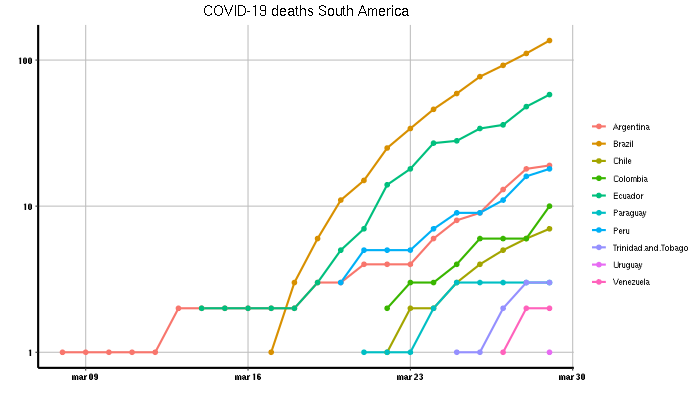 COVID-19 deaths South America
100
10
1
mar 09
mar 16
mar 23
mar 30
Argentina
Brazil
Chile
Colombia
Ecuador
Paraguay
Peru
Trinidad.and.Tobago
Uruguay
Venezuela